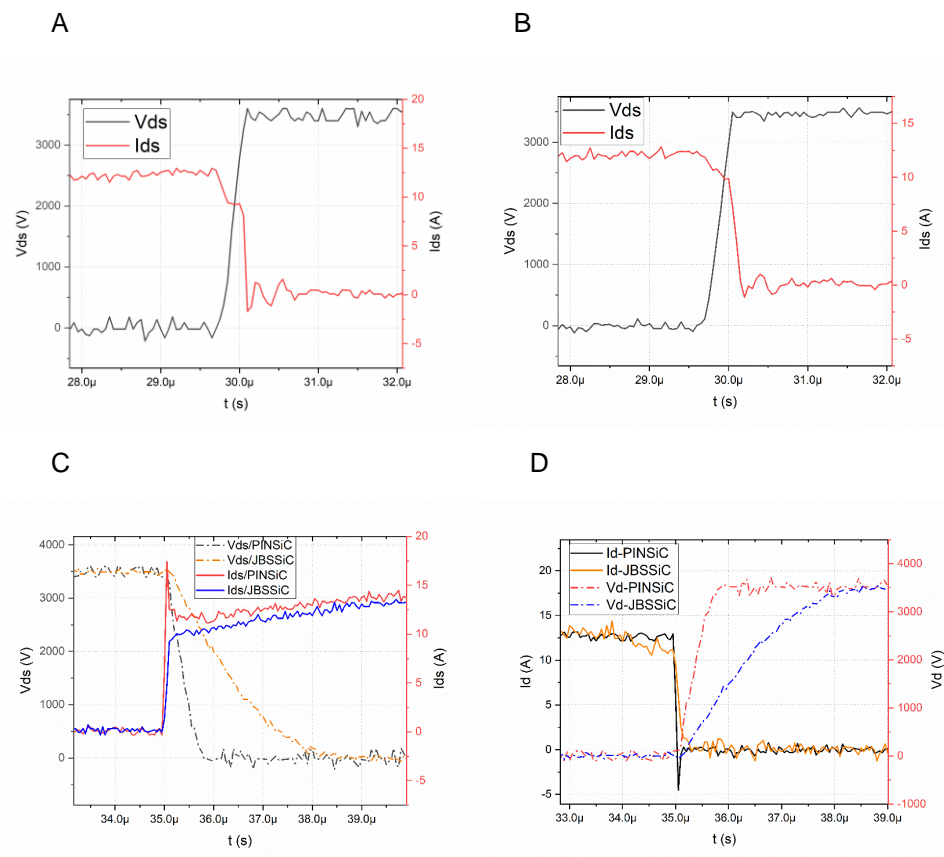 A
B
Vds
Ids
3000
2000
1000
0
20
15
10
5
0
-5
Vds (V)
Ids (A)
28.0μ
29.0μ
30.0μ
31.0μ
32.0μ
t (s)
Vds
Ids
3000
2000
1000
0
15
10
5
0
-5
Vds (V)
Ids (A)
28.0μ
29.0μ
30.0μ
31.0μ
32.0μ
t (s)
C
D
Vds/PINSiC
Vds/JBSSiC
Ids/PINSiC
Ids/JBSSiC
4000
3000
2000
1000
0
20
15
10
5
0
-5
Vds (V)
Ids (A)
34.0μ
35.0μ
36.0μ
37.0μ
38.0μ
39.0μ
t (s)
Id-PINSiC
Id-JBSSiC
Vd-PINSiC
Vd-JBSSiC
20
15
10
5
0
-5
4000
3000
2000
1000
0
-1000
Id (A)
Vd (V)
33.0μ
34.0μ
35.0μ
36.0μ
37.0μ
38.0μ
39.0μ
t (s)